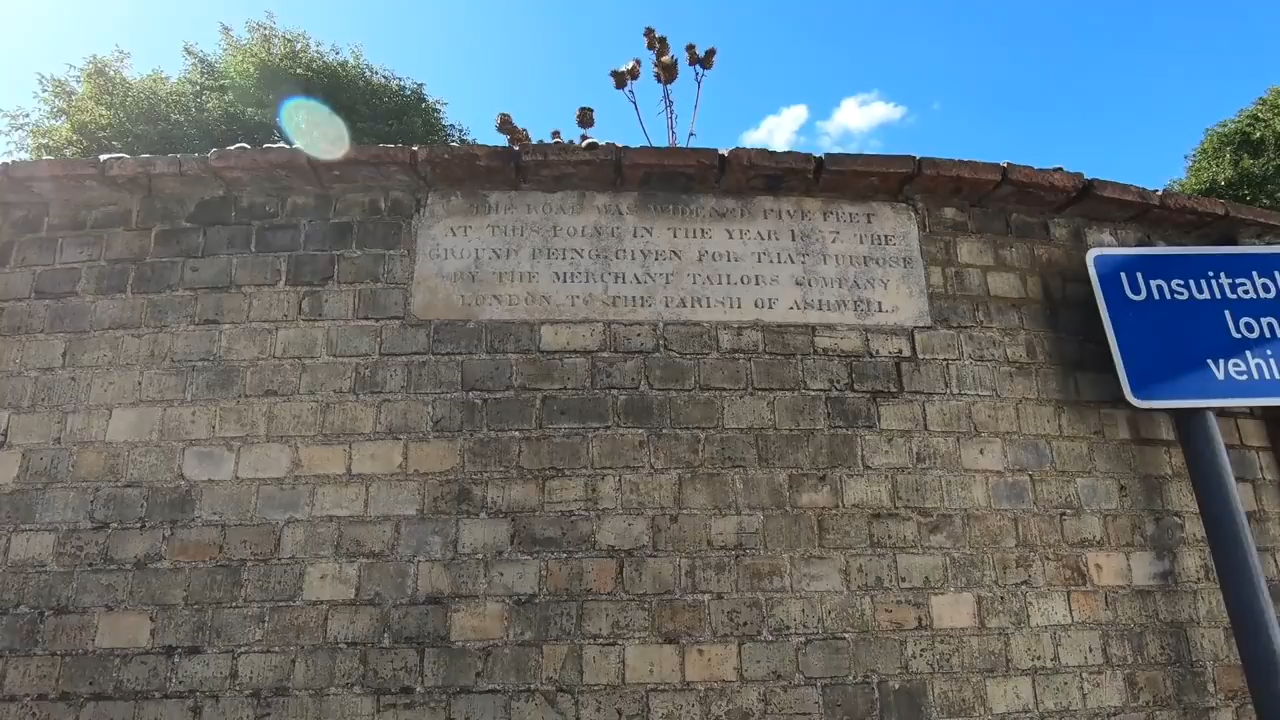 THE ROAD WAS WIDENED FIVE FEET
AT THIS POINT IN THE YEAR THE
GROUND BEING GIVEN FOR THAT PURPOSE
BY THE MERCHANT TAILORS COMPANY
LONDON TO THE PARISH OF ASHWELL.
Unsuitabl
lon
vehi